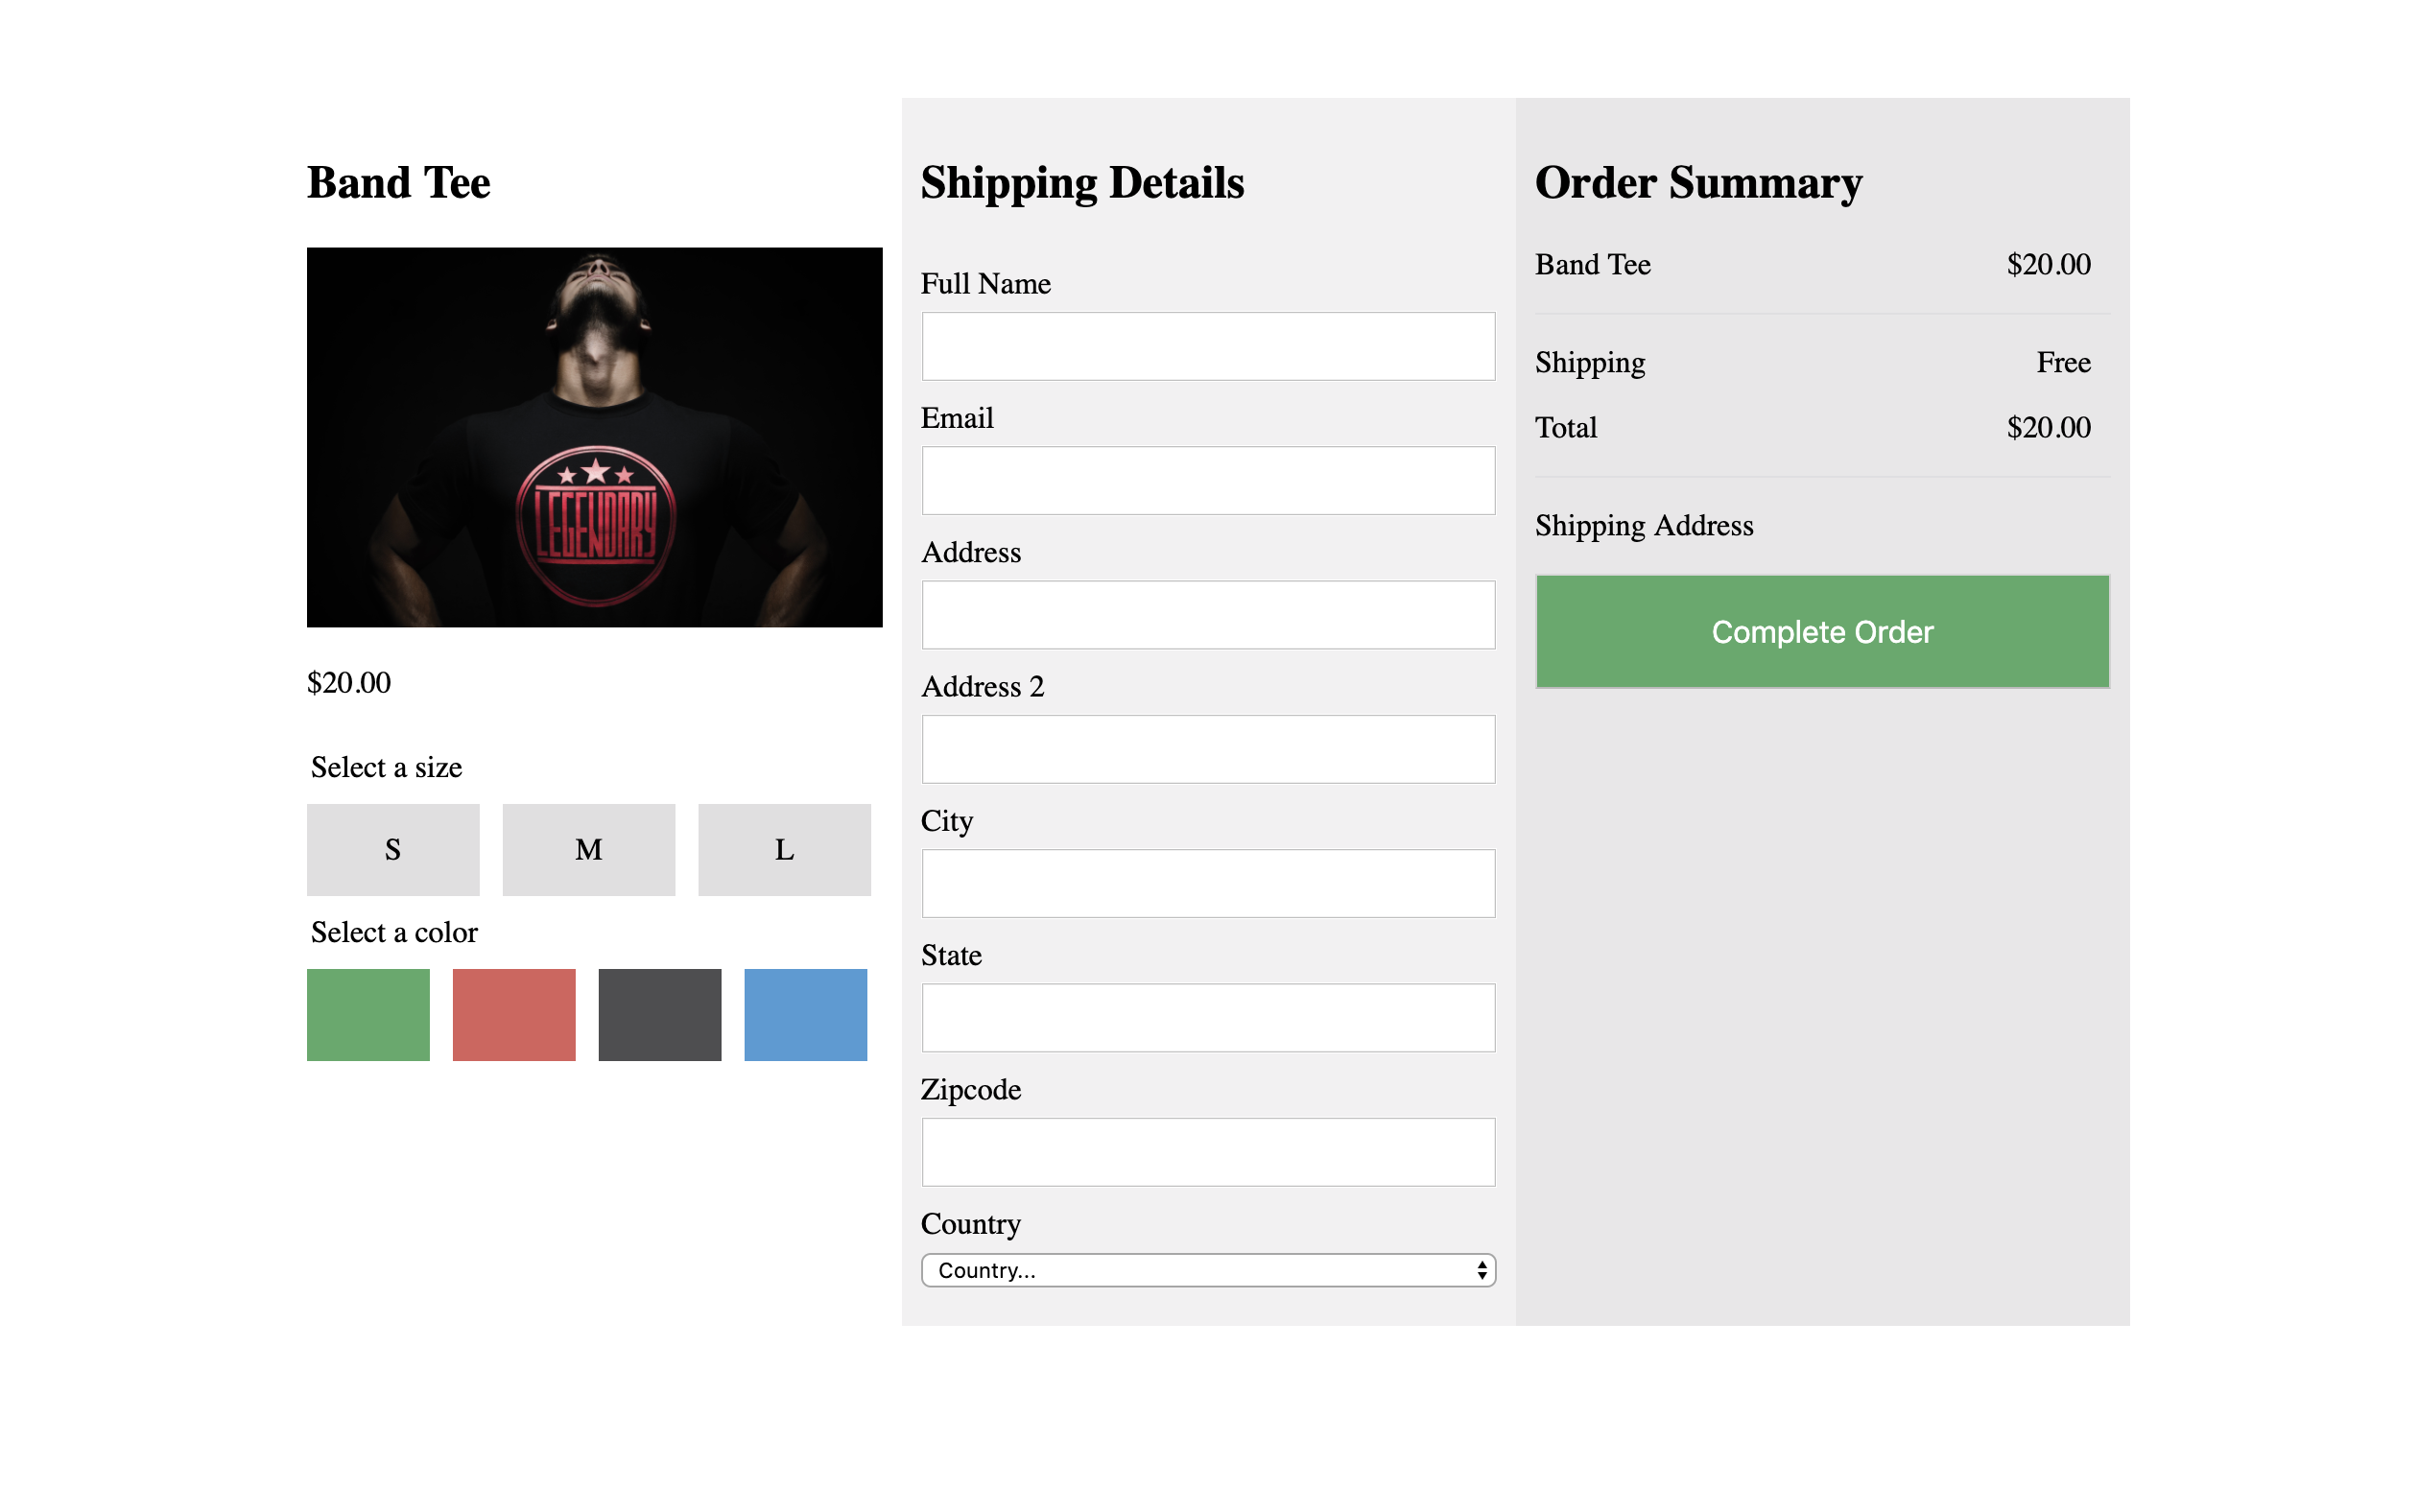 Band Tee
LEGENDARY
$20.00
Select a size
S M L
Select a color
Shipping Details
Full Name
Email
Address
Address 2
City
State
Zipcode
Country
Country...
Order Summary
Band Tee $20.00
Shipping Free
Total $20.00
Shipping Address
Complete Order